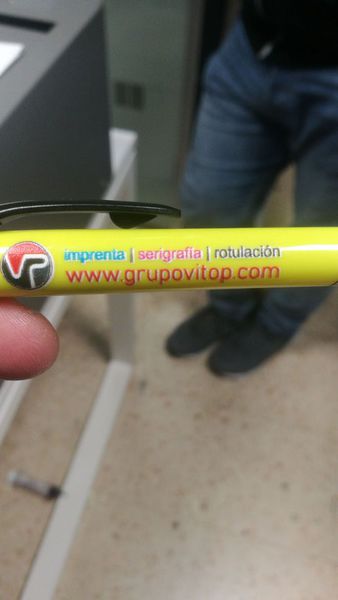 imprenta | serigrafía | rotulación
www.grupovitop.com